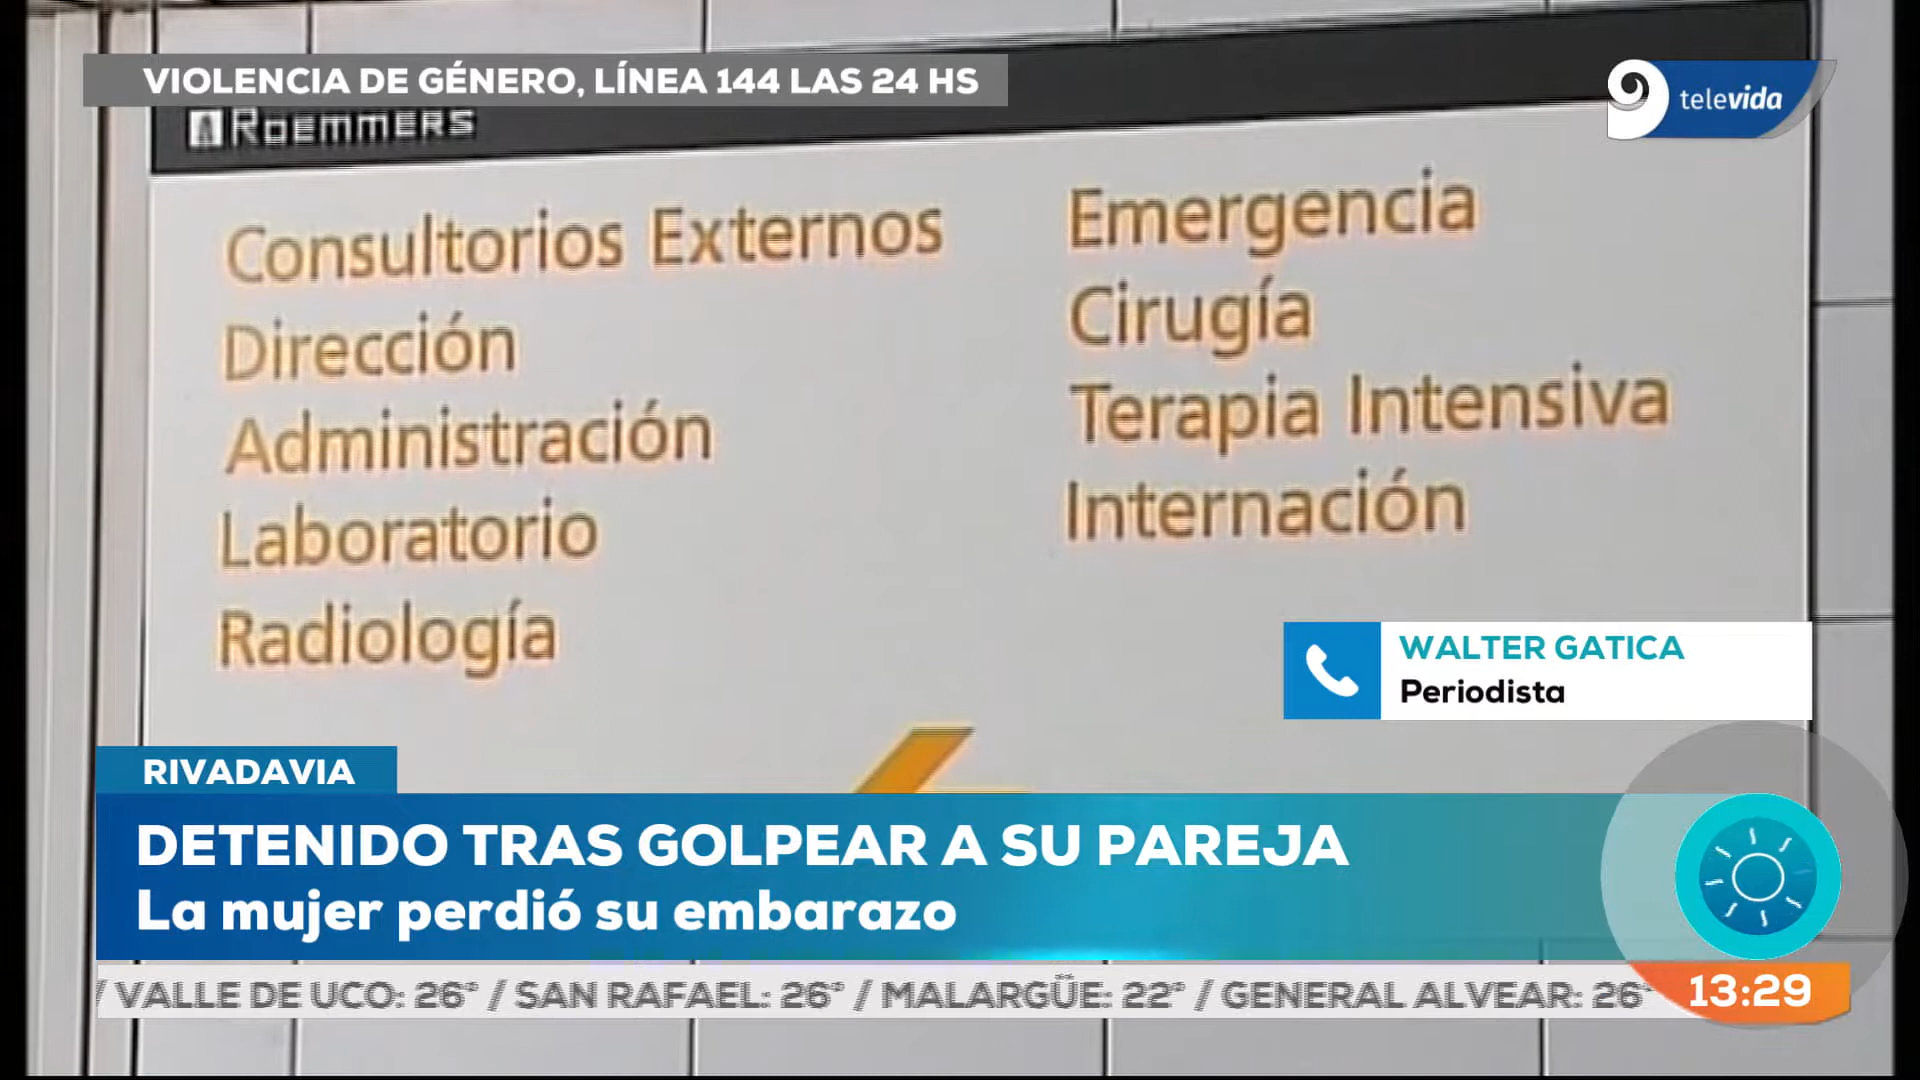 VIOLENCIA DE GÉNERO, LÍNEA 144 LAS 24 HS
9 televida
ROEMMERS
Consultorios Externos
Dirección
Administración
Laboratorio
Radiología
Emergencia
Cirugía
Terapia Intensiva
Internación
WALTER GATICA
Periodista
RIVADAVIA
DETENIDO TRAS GOLPEAR A SU PAREJA
La mujer perdió su embarazo
/ VALLE DE UCO: 26° / SAN RAFAEL: 26° / MALARGÜE: 22° / GENERAL ALVEAR: 26°
13:29